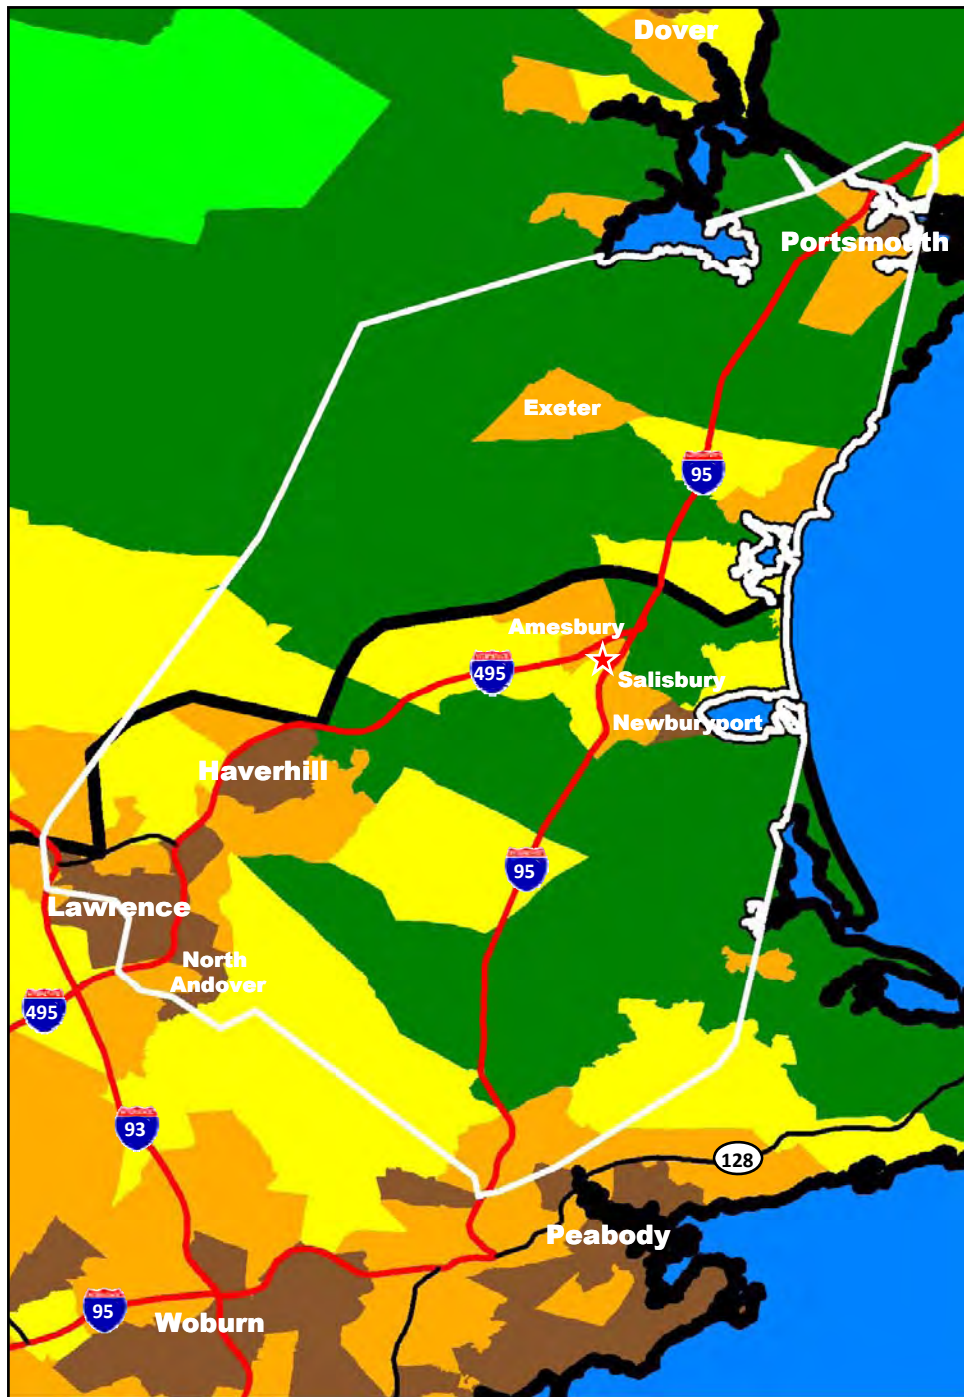 Dover
Portsmouth
Exeter
95
Amesbury
495
Salisbury
Newburyport
Haverhill
95
Lawrence
North
Andover
495
93
128
Peabody
95
Woburn